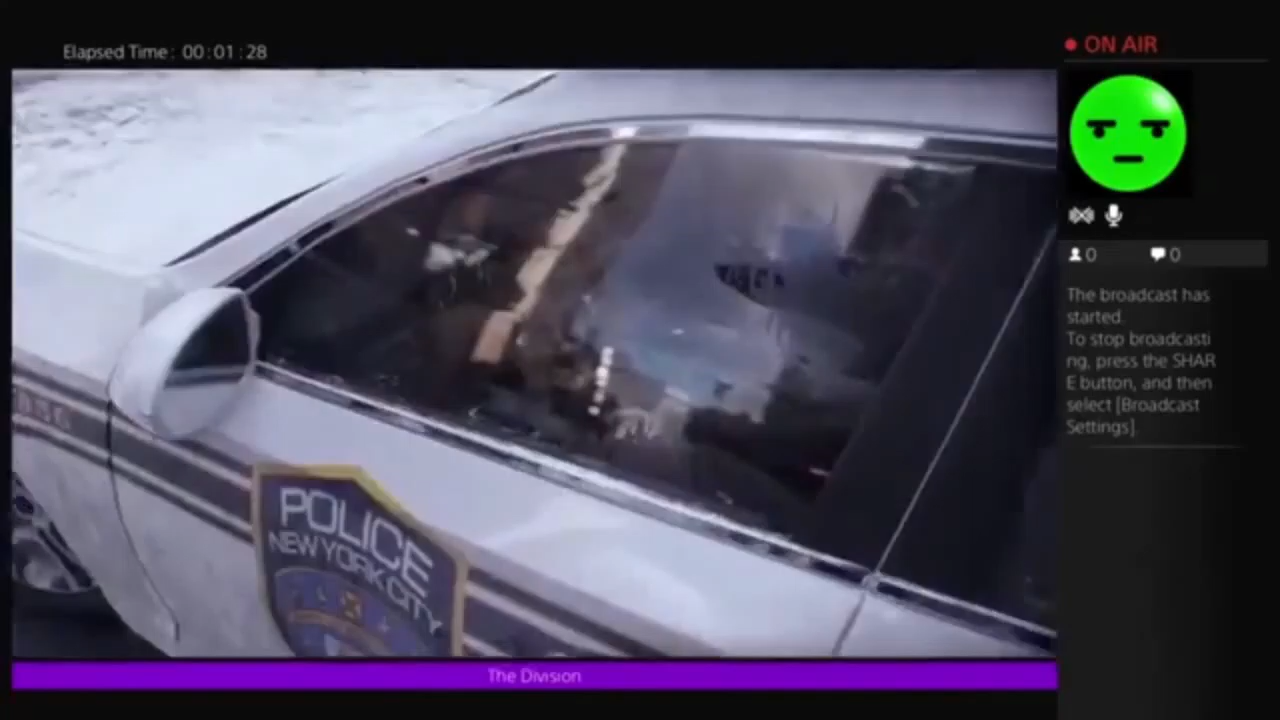 Elapsed Time: 00:01:28
ON AIR
0 0
The broadcast has
started.
To stop broadcasti
ng, press the SHAR
E button, and then
select [Broadcast
Settings].
POLICE
NEW YORK CITY
The Division